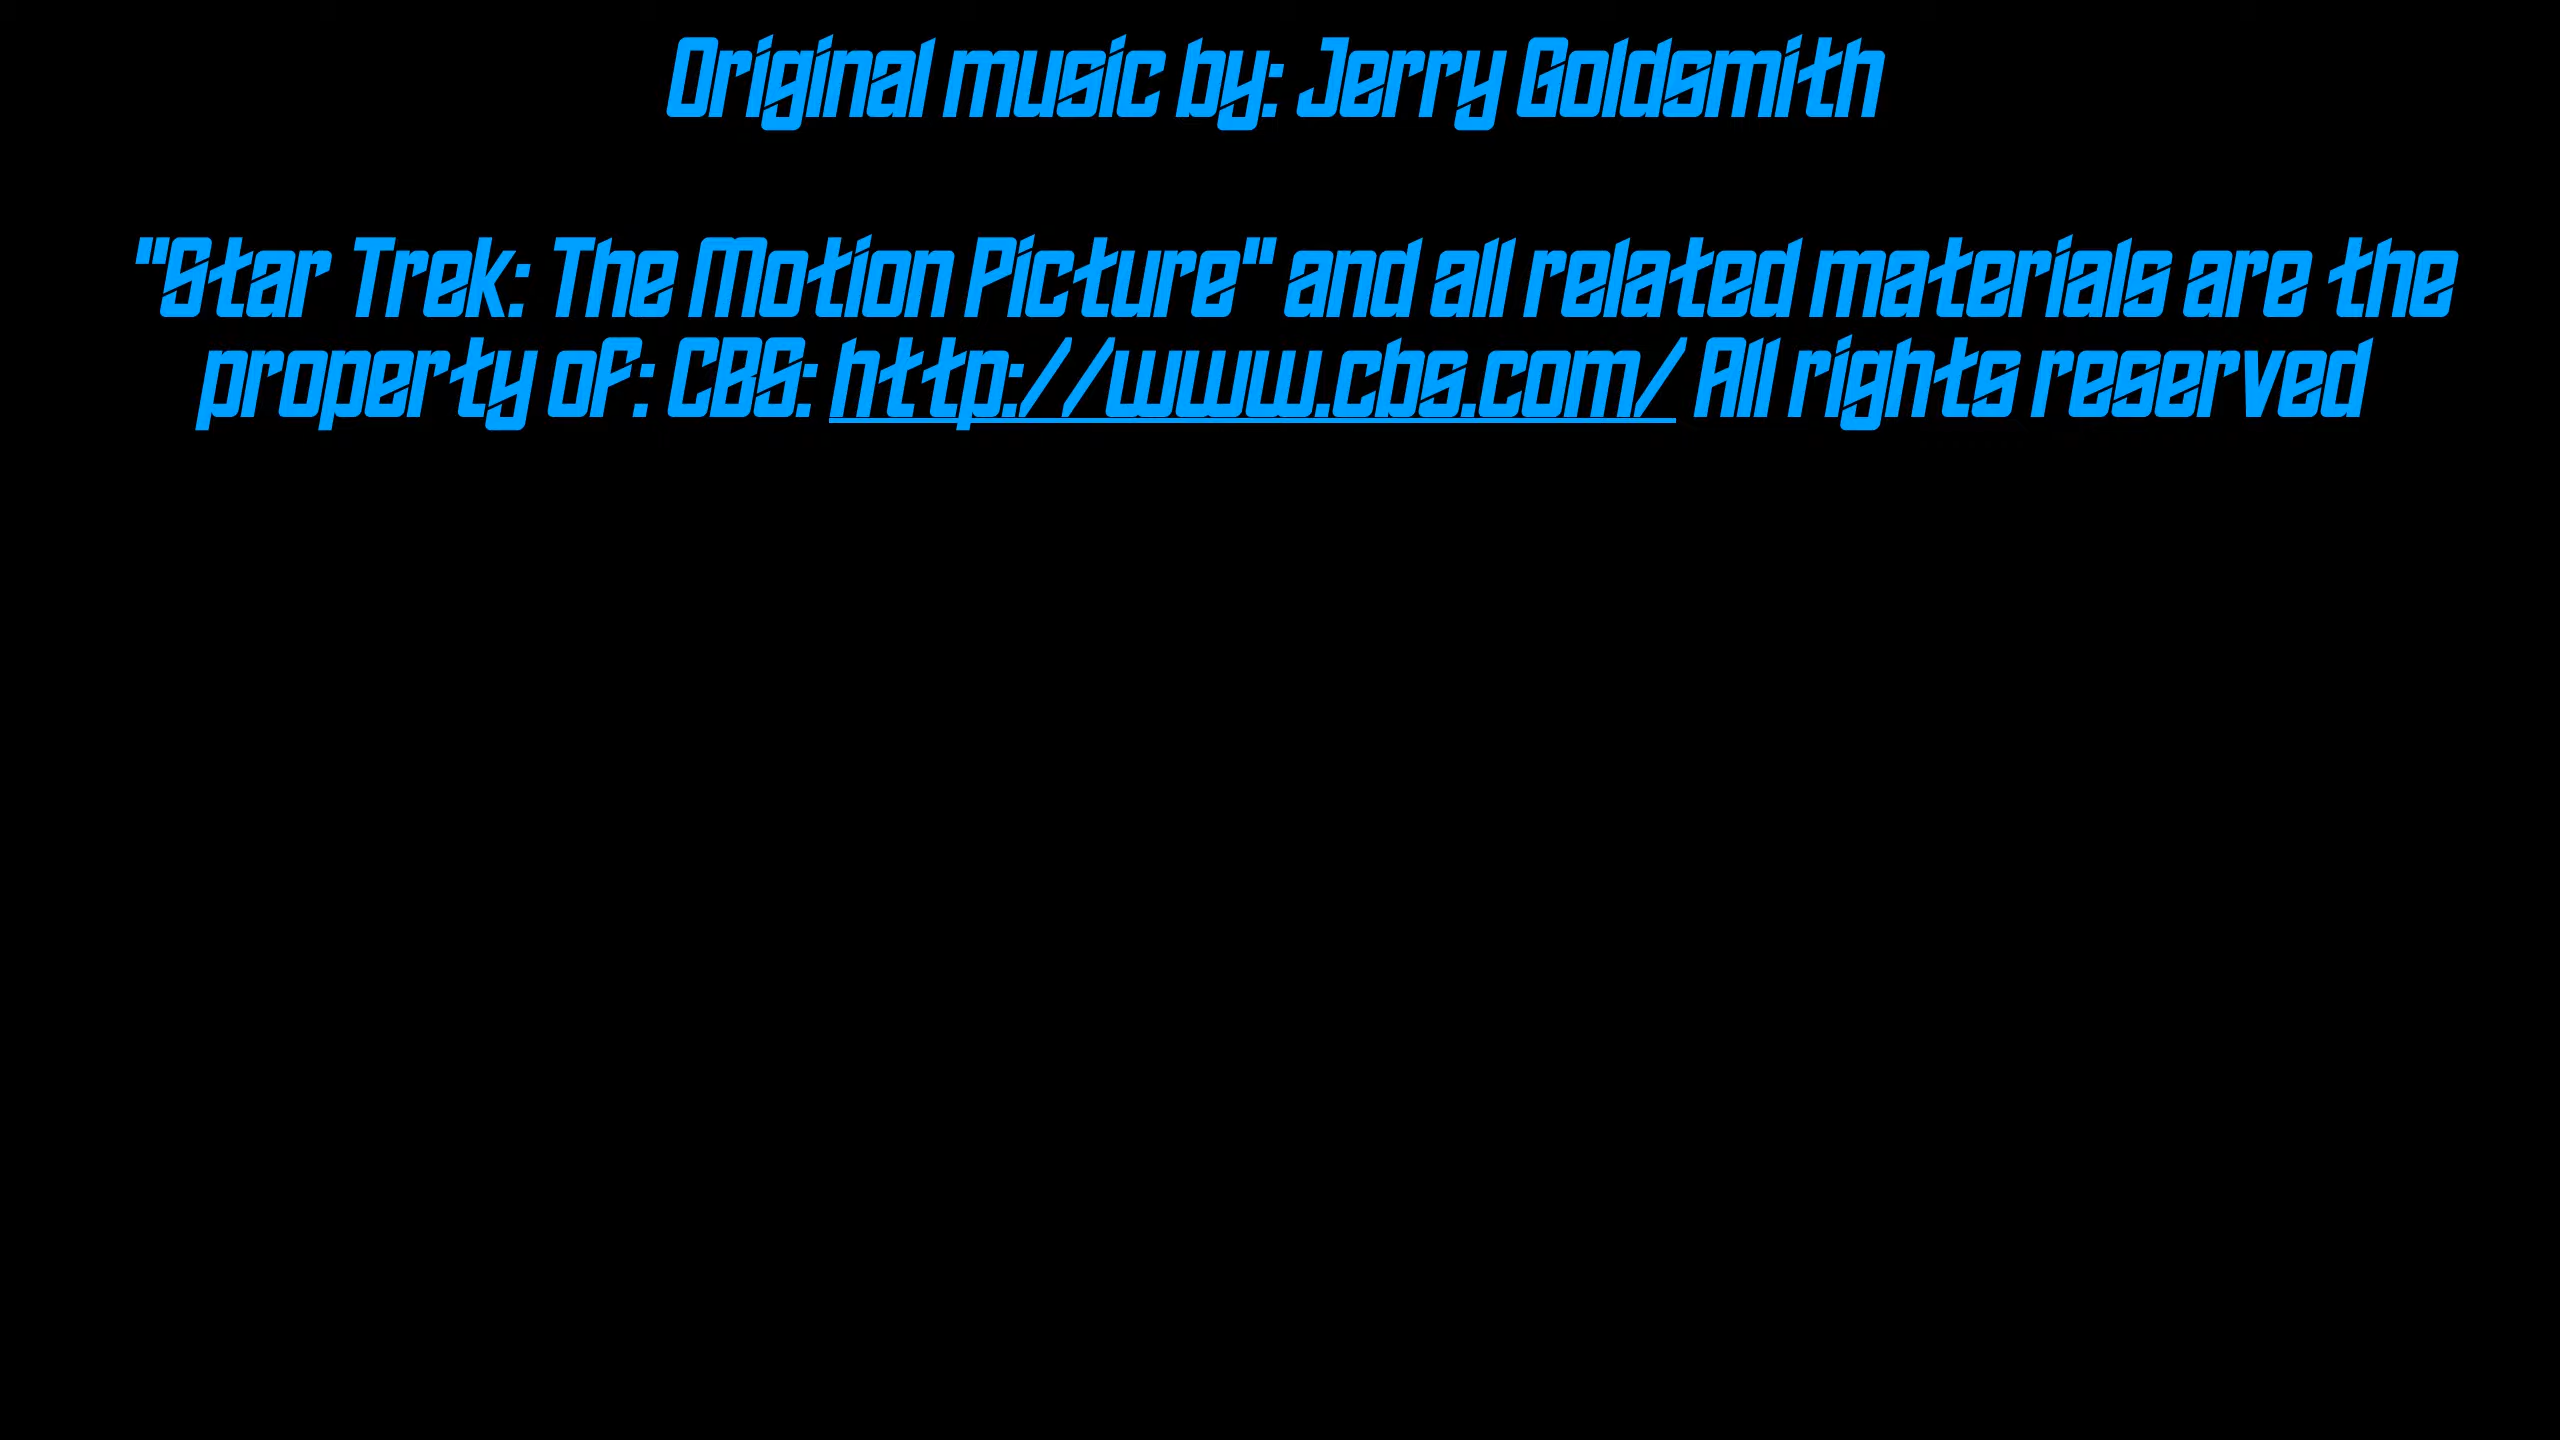 Original music by: Jerry Goldsmith
"Star Trek: The Motion Picture" and all related materials are the
property of: CBS: http://www.cbs.com/ All rights reserved